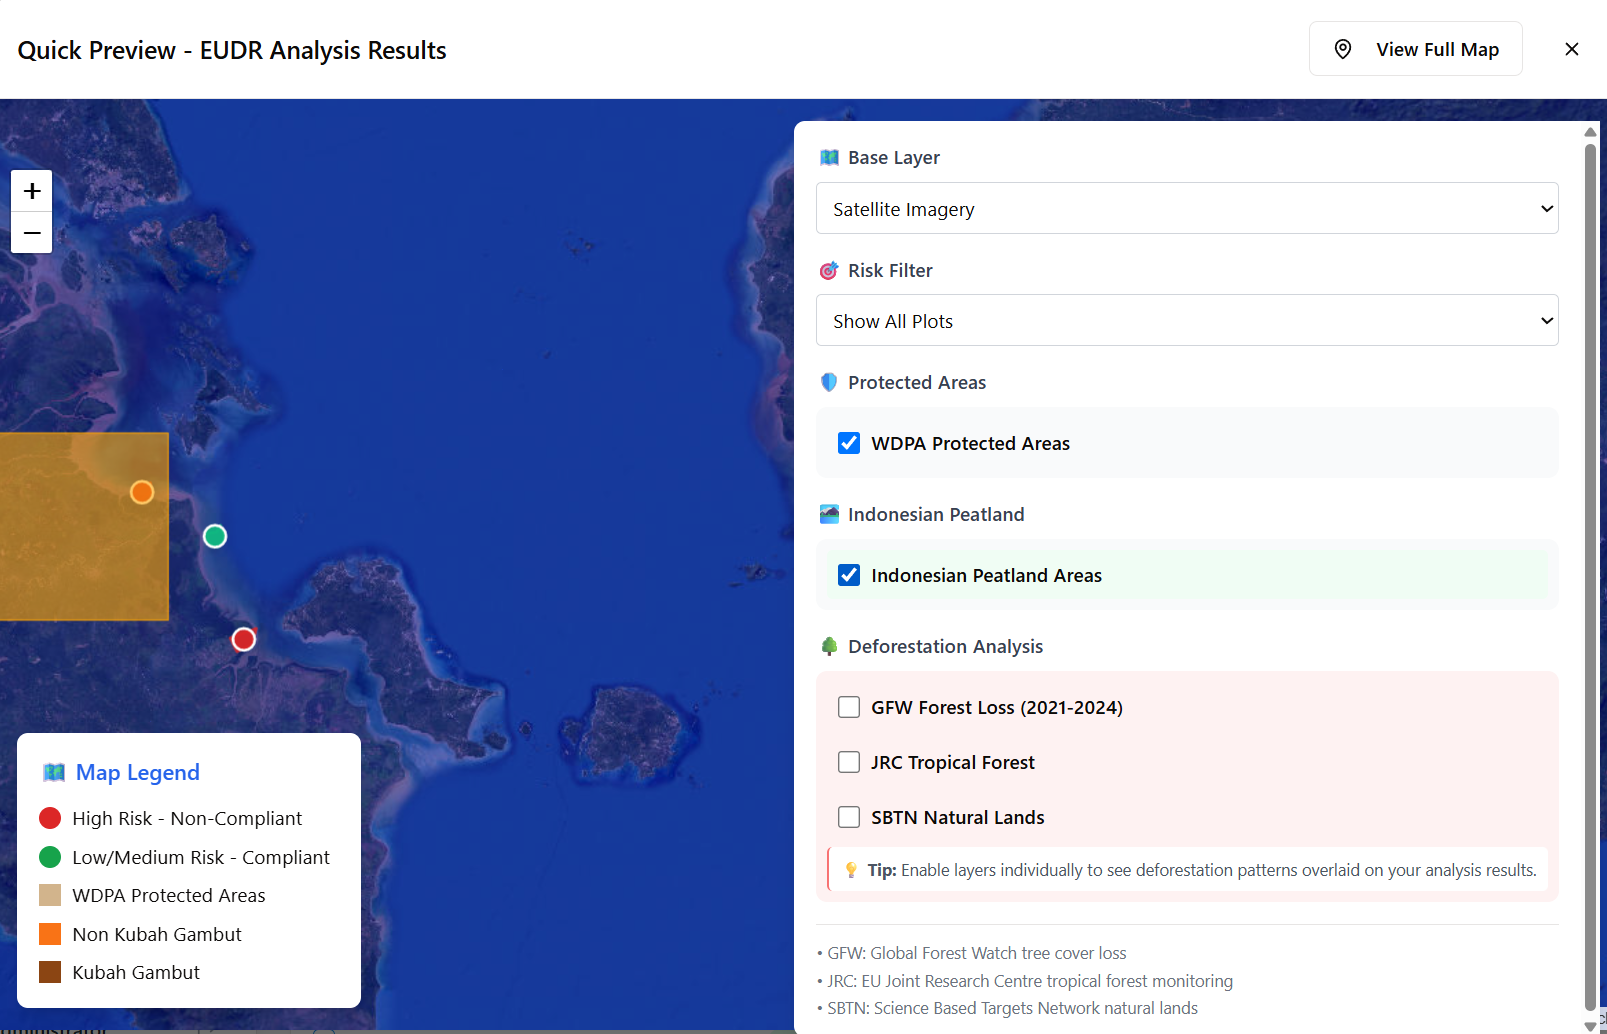 Quick Preview - EUDR Analysis Results
View Full Map
Base Layer
Satellite Imagery
Risk Filter
Show All Plots
Protected Areas
WDPA Protected Areas
Indonesian Peatland
Indonesian Peatland Areas
Deforestation Analysis
GFW Forest Loss (2021-2024)
JRC Tropical Forest
SBTN Natural Lands
Tip: Enable layers individually to see deforestation patterns overlaid on your analysis results.
• GFW: Global Forest Watch tree cover loss
• JRC: EU Joint Research Centre tropical forest monitoring
• SBTN: Science Based Targets Network natural lands
Map Legend
High Risk - Non-Compliant
Low/Medium Risk - Compliant
WDPA Protected Areas
Non Kubah Gambut
Kubah Gambut